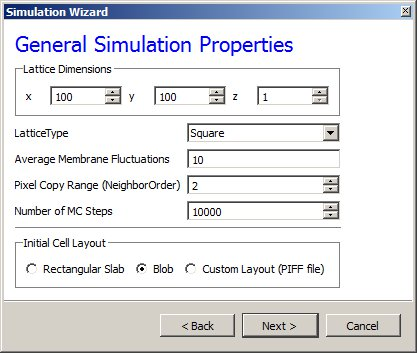 Simulation Wizard
General Simulation Properties
Lattice Dimensions
x 100 y 100 z 1
LatticeType Square
Average Membrane Fluctuations 10
Pixel Copy Range (NeighborOrder) 2
Number of MC Steps 10000
Initial Cell Layout
Rectangular Slab Blob Custom Layout (PIFF file)
< Back Next > Cancel